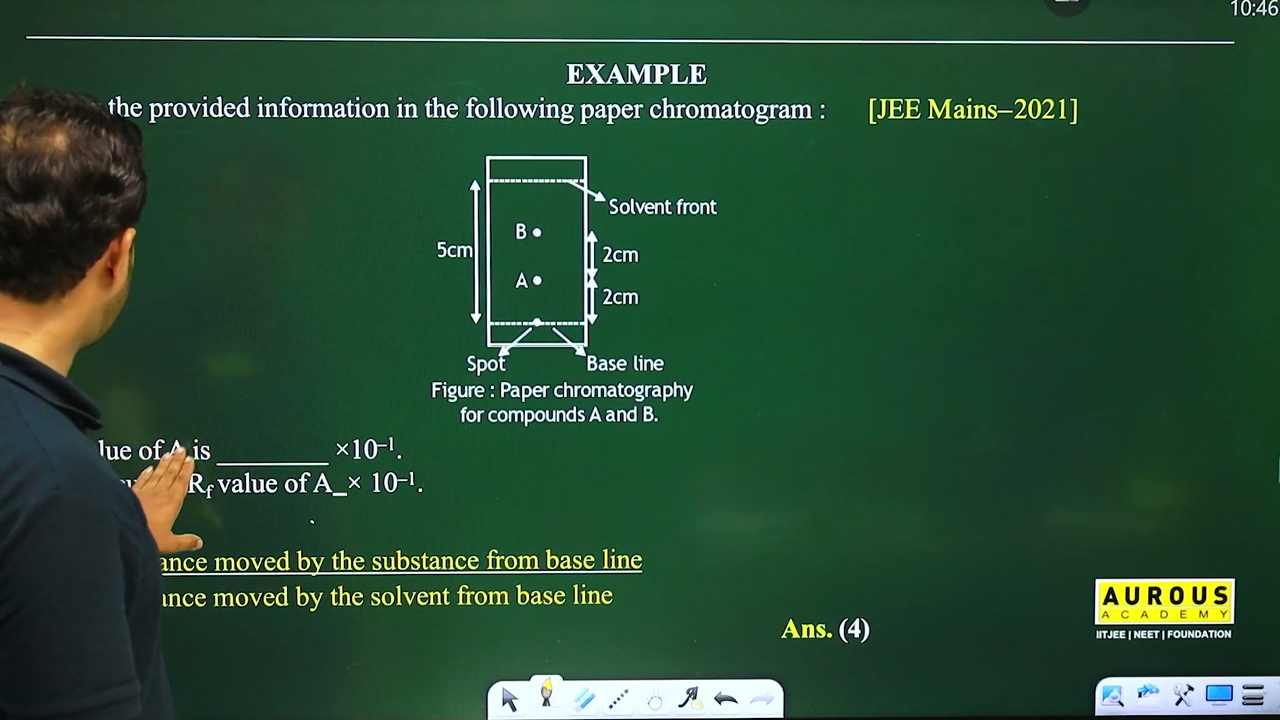 10:46
EXAMPLE
the provided information in the following paper chromatogram : [JEE Mains–2021]
Solvent front
B
5cm
2cm
A
2cm
Spot
Base line
Figure : Paper chromatography
for compounds A and B.
of A is ________ ×10⁻¹.
R_f value of A_× 10⁻¹.
moved by the substance from base line
moved by the solvent from base line
Ans. (4)
AUROUS
ACADEMY
IITJEE | NEET | FOUNDATION